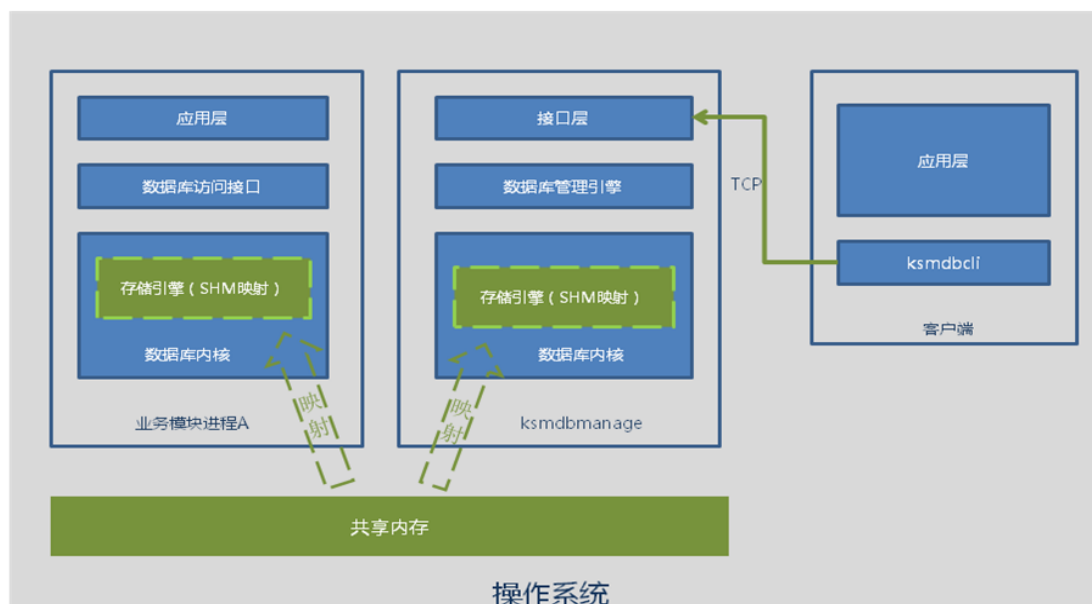 应用层
数据库访问接口
存储引擎（SHM映射）
数据库内核
业务模块进程A
接口层
数据库管理引擎
存储引擎（SHM映射）
数据库内核
ksmdbmanage
TCP
应用层
ksmdbcli
客户端
映射
映射
共享内存
操作系统